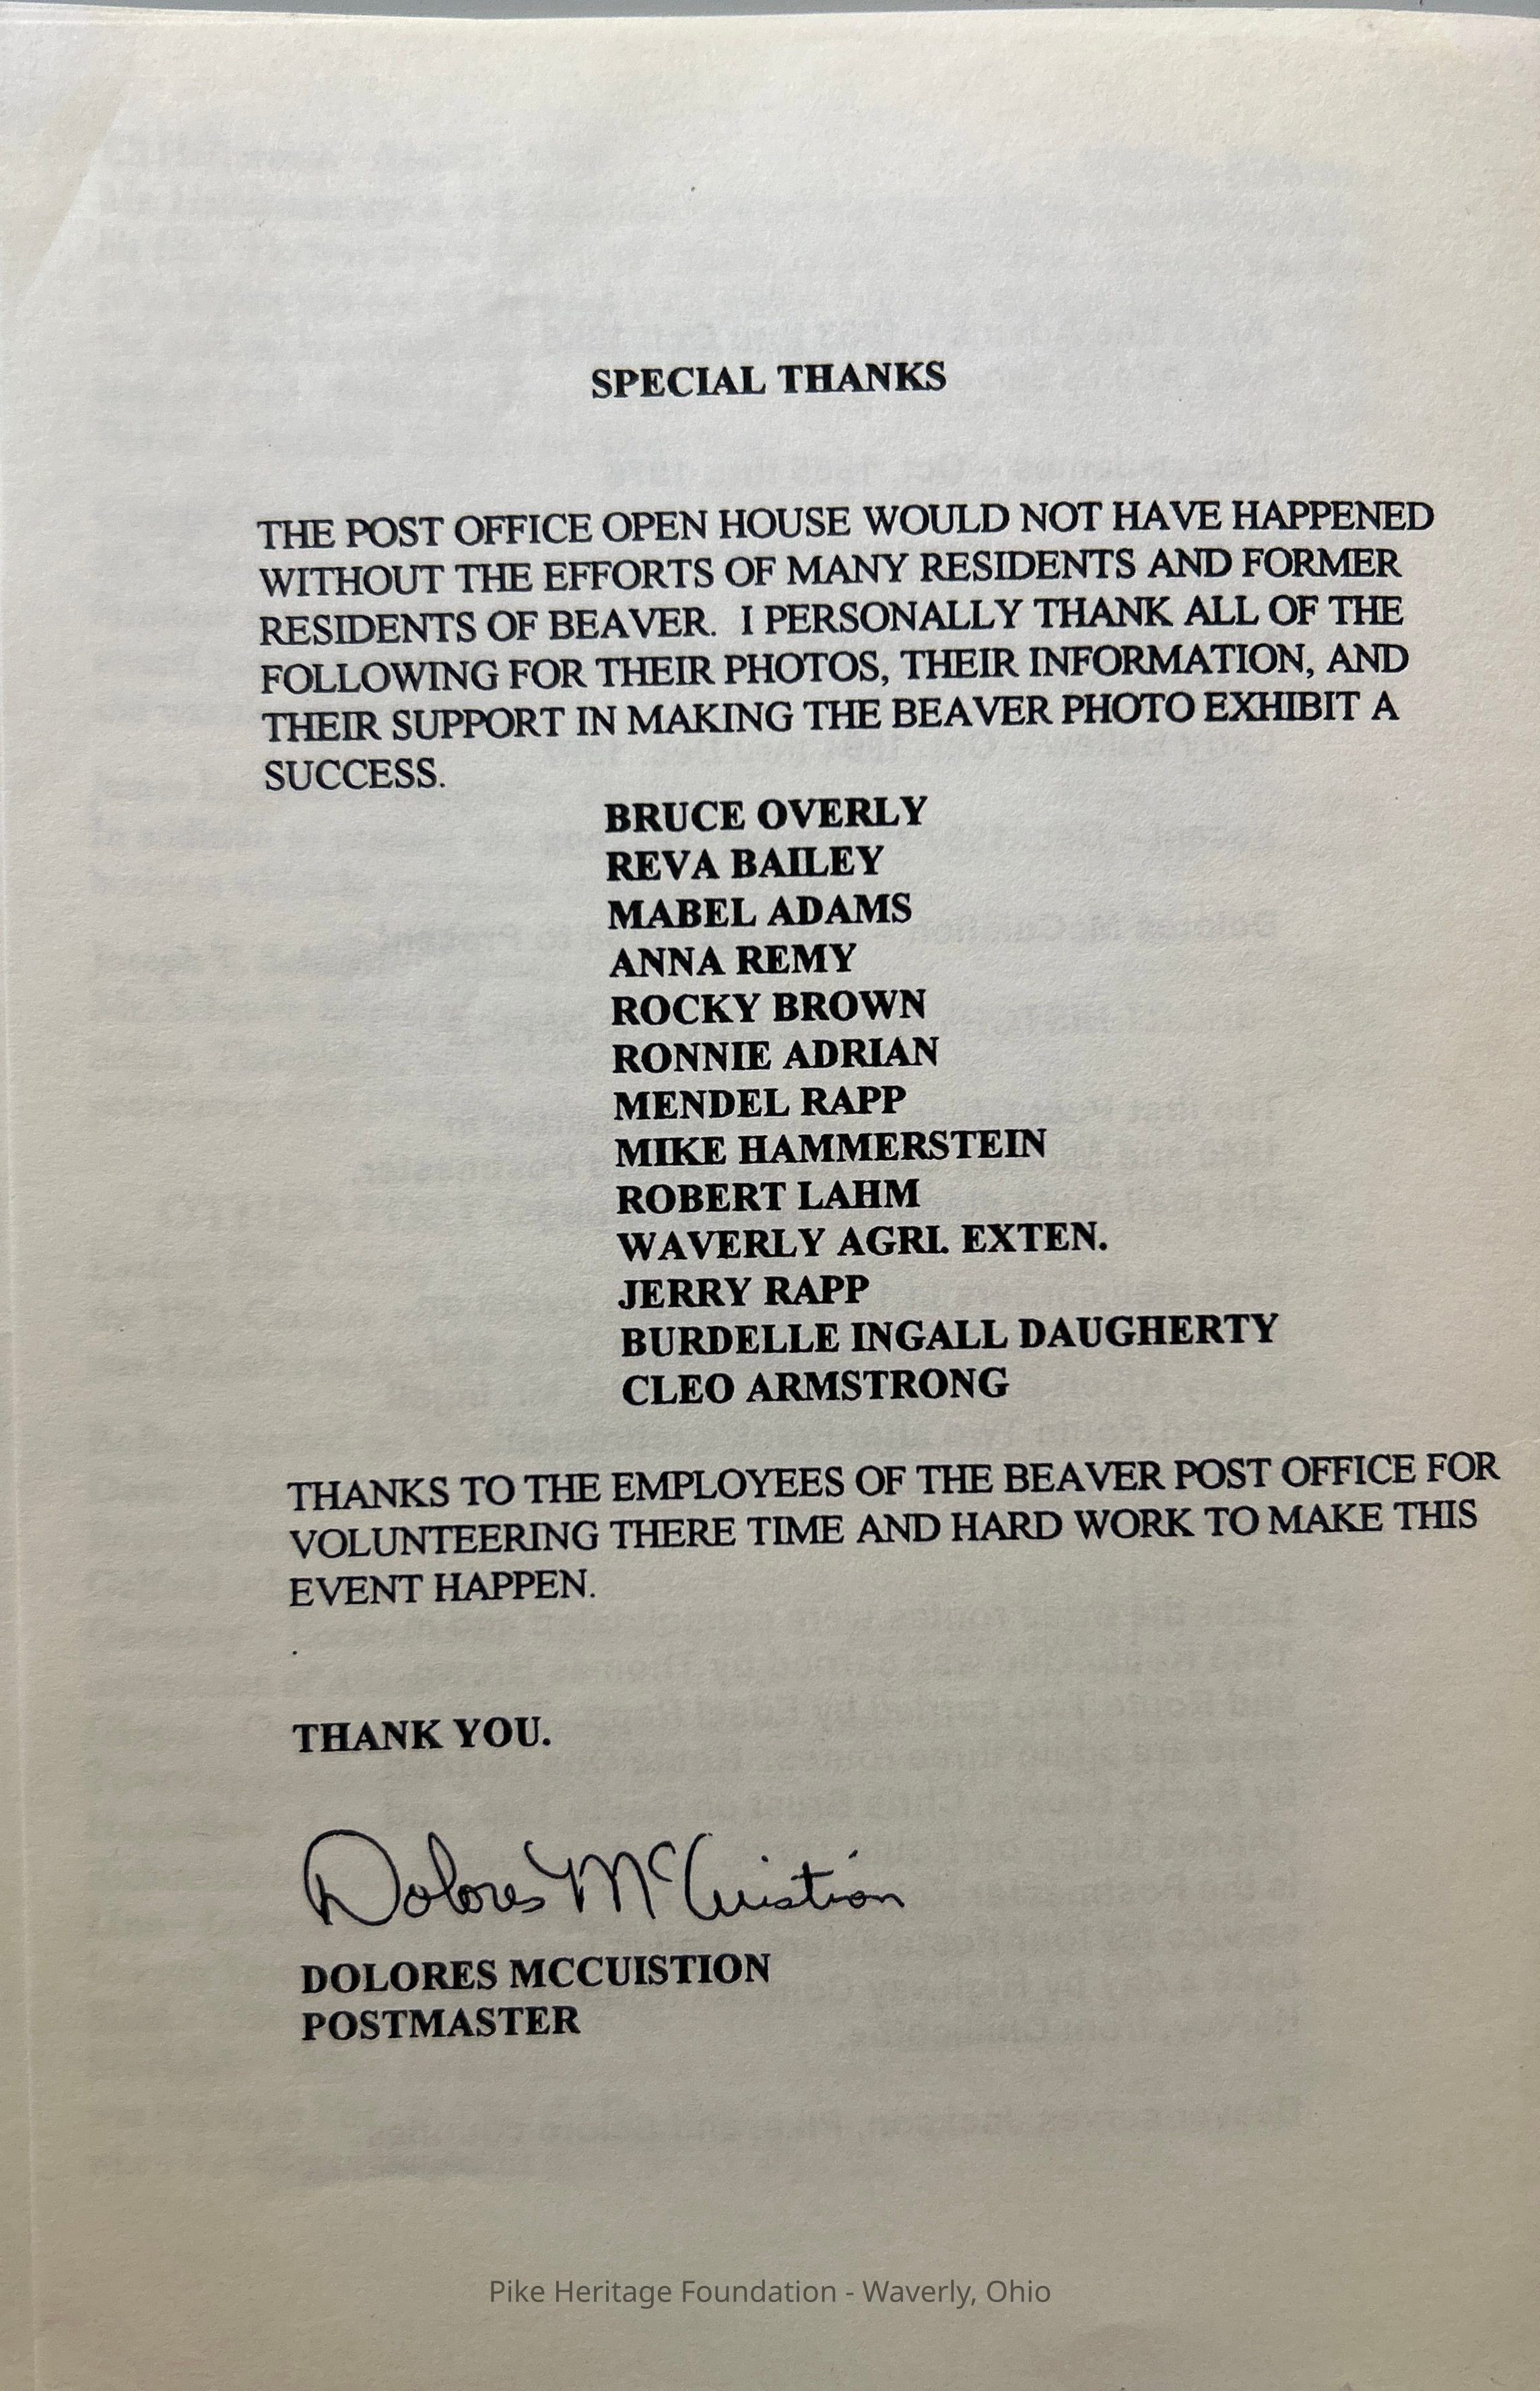 SPECIAL THANKS
THE POST OFFICE OPEN HOUSE WOULD NOT HAVE HAPPENED
WITHOUT THE EFFORTS OF MANY RESIDENTS AND FORMER
RESIDENTS OF BEAVER. I PERSONALLY THANK ALL OF THE
FOLLOWING FOR THEIR PHOTOS, THEIR INFORMATION, AND
THEIR SUPPORT IN MAKING THE BEAVER PHOTO EXHIBIT A
SUCCESS.
BRUCE OVERLY
REVA BAILEY
MABEL ADAMS
ANNA REMY
ROCKY BROWN
RONNIE ADRIAN
MENDEL RAPP
MIKE HAMMERSTEIN
ROBERT LAHM
WAVERLY AGRI. EXTEN.
JERRY RAPP
BURDELLE INGALL DAUGHERTY
CLEO ARMSTRONG
THANKS TO THE EMPLOYEES OF THE BEAVER POST OFFICE FOR
VOLUNTEERING THERE TIME AND HARD WORK TO MAKE THIS
EVENT HAPPEN.
.
THANK YOU.
Dolores McCuistion
DOLORES MCCUISTION
POSTMASTER
Pike Heritage Foundation - Waverly, Ohio